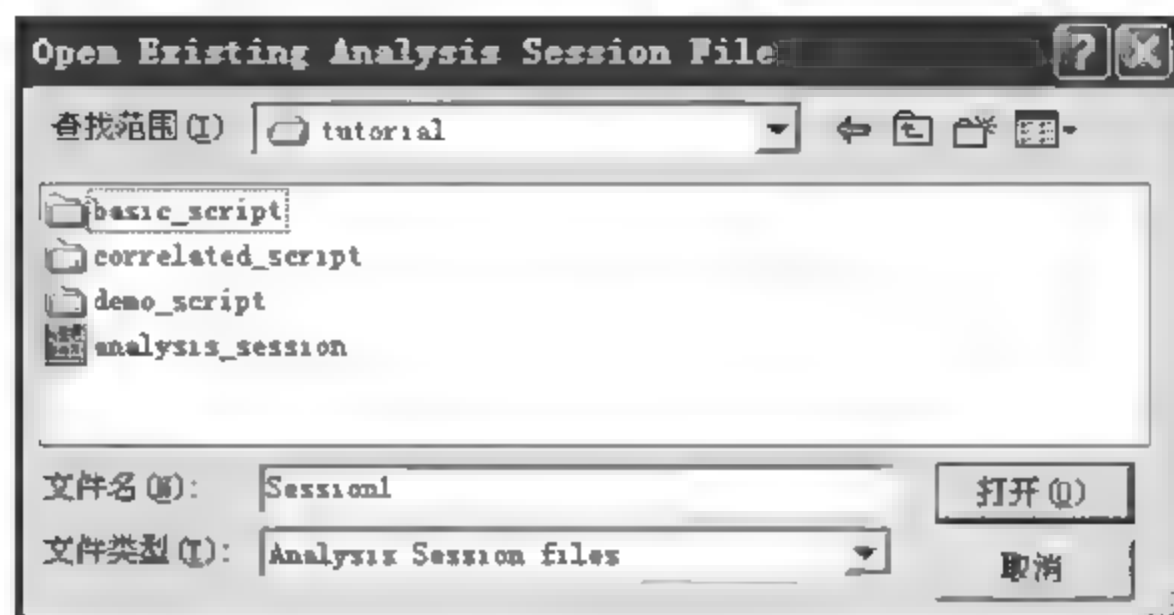 Open Existing Analysis Session File
查找范围(I) tutorial
basic_script
correlated_script
demo_script
analysis_session
文件名(N): Session1 打开(O)
文件类型(T): Analysis Session files
取消